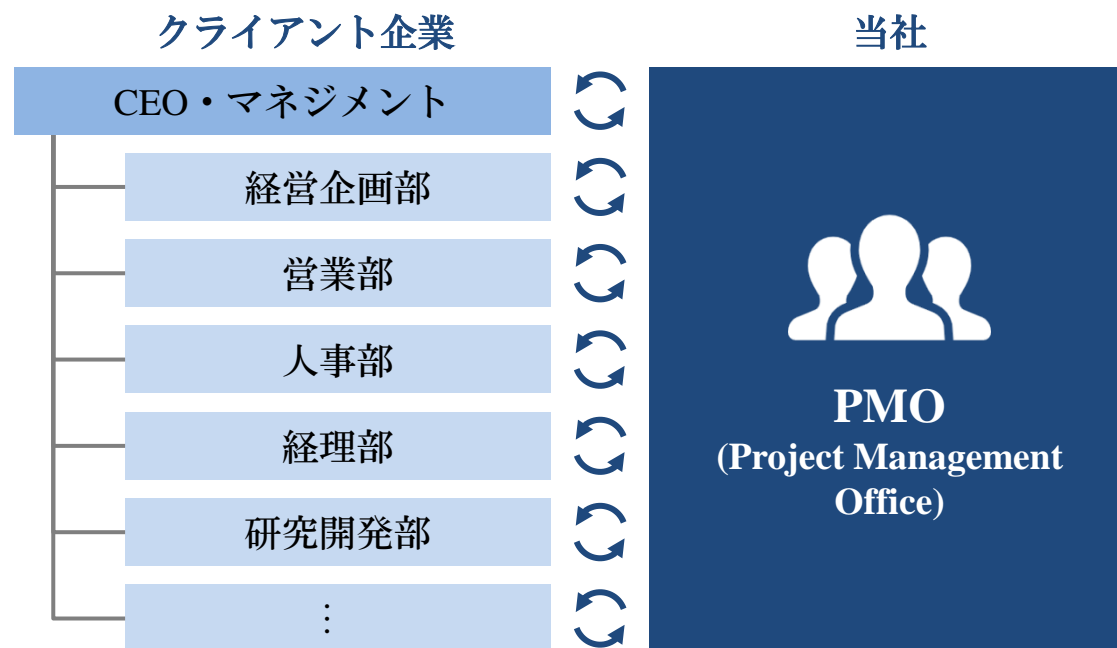 クライアント企業
当社
CEO・マネジメント
経営企画部
営業部
人事部
経理部
研究開発部
⋮
PMO
(Project Management
Office)